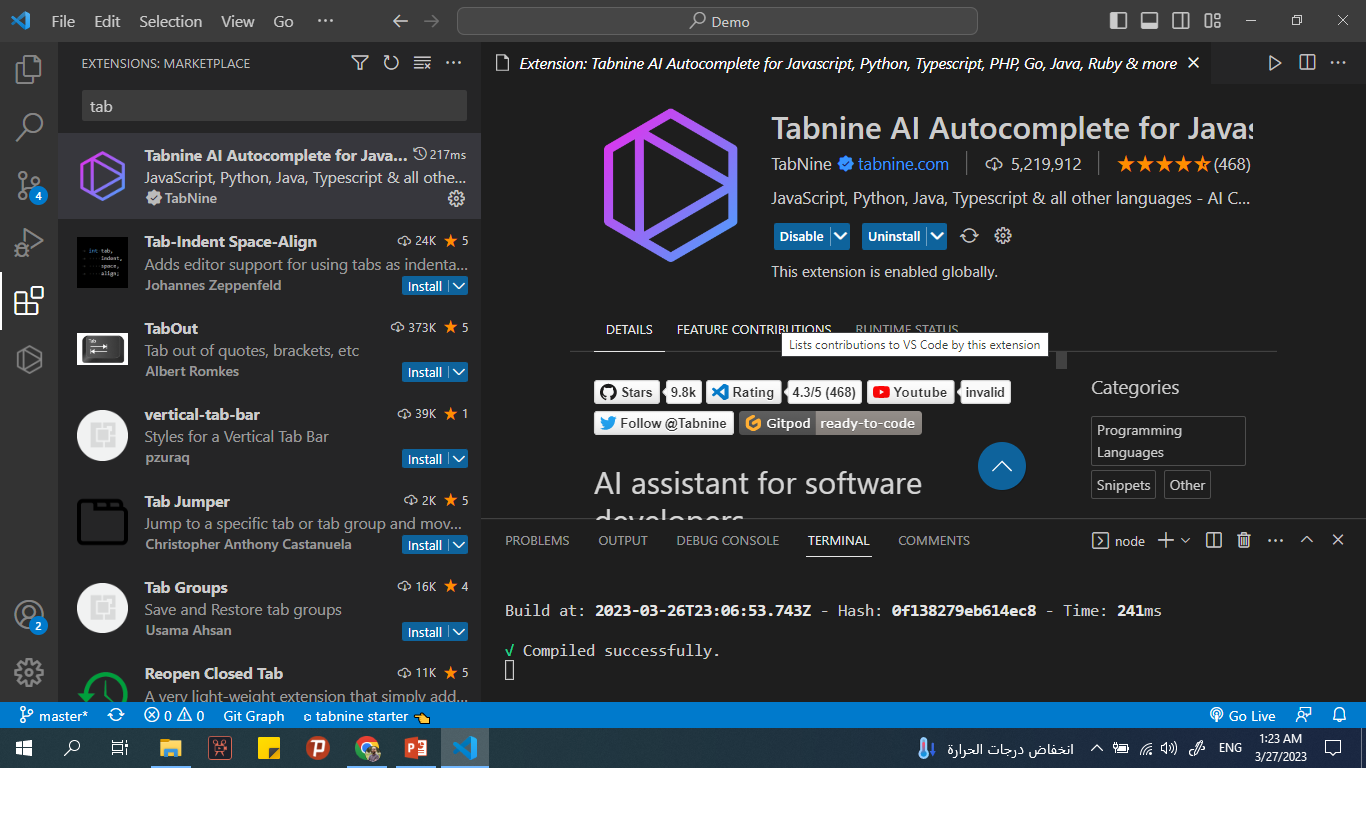 File Edit Selection View Go ··· Demo
EXTENSIONS: MARKETPLACE
tab
Tabnine AI Autocomplete for Java... 217ms
JavaScript, Python, Java, Typescript & all othe...
TabNine
Tab-Indent Space-Align 24K 5
Adds editor support for using tabs as indenta...
Johannes Zeppenfeld Install
TabOut 373K 5
Tab out of quotes, brackets, etc
Albert Romkes Install
vertical-tab-bar 39K 1
Styles for a Vertical Tab Bar
pzuraq Install
Tab Jumper 2K 5
Jump to a specific tab or tab group and mov...
Christopher Anthony Castanuela Install
Tab Groups 16K 4
Save and Restore tab groups
Usama Ahsan Install
Reopen Closed Tab 11K 5
A very light-weight extension that simply add...
4
2
int tab,
indent,
space,
align;
Tab
Extension: Tabnine AI Autocomplete for Javascript, Python, Typescript, PHP, Go, Java, Ruby & more
Tabnine AI Autocomplete for Javas
TabNine tabnine.com 5,219,912 (468)
JavaScript, Python, Java, Typescript & all other languages - AI C...
Disable Uninstall
This extension is enabled globally.
DETAILS FEATURE CONTRIBUTIONS RUNTIME STATUS
Lists contributions to VS Code by this extension
Stars 9.8k Rating 4.3/5 (468) Youtube invalid
Follow @Tabnine Gitpod ready-to-code
AI assistant for software
developers
Categories
Programming
Languages
Snippets Other
PROBLEMS OUTPUT DEBUG CONSOLE TERMINAL COMMENTS node
Build at: 2023-03-26T23:06:53.743Z - Hash: 0f138279eb614ec8 - Time: 241ms
√ Compiled successfully.
master* 0 0 Git Graph tabnine starter Go Live
انخفاض درجات الحرارة ENG 1:23 AM
3/27/2023